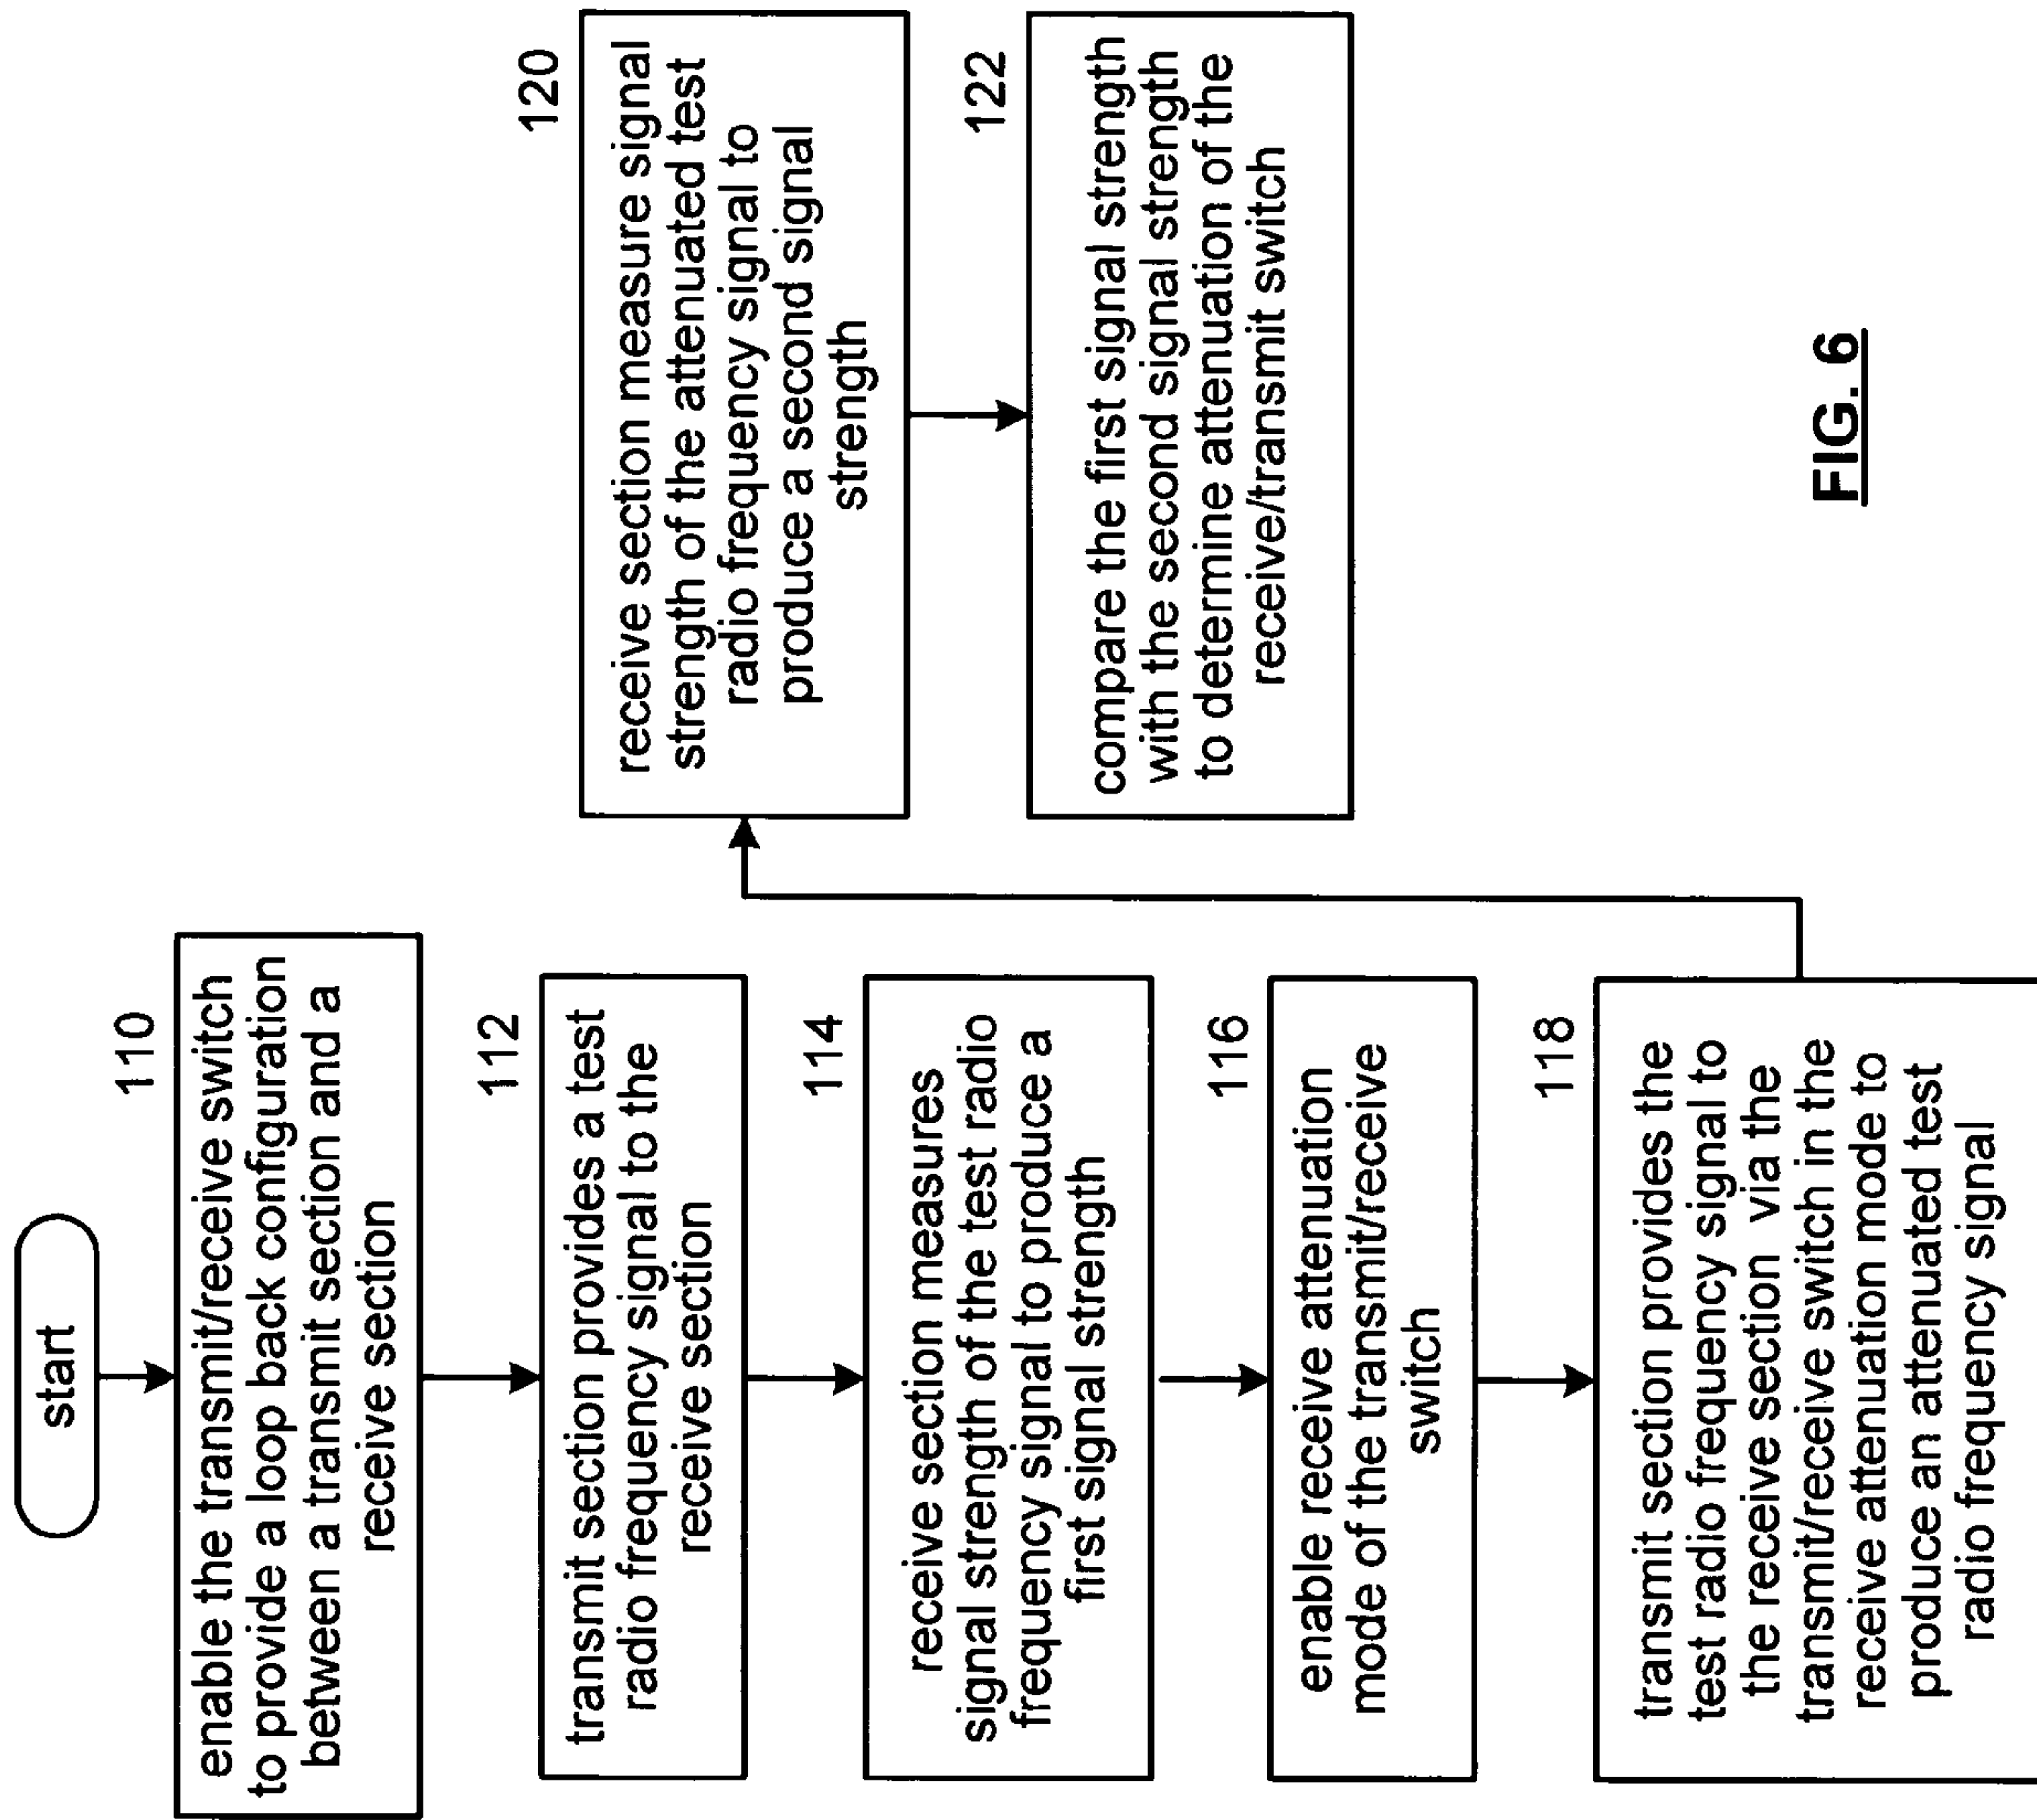 start
110
enable the transmit/receive switch
to provide a loop back configuration
between a transmit section and a
receive section
112
transmit section provides a test
radio frequency signal to the
receive section
114
receive section measures
signal strength of the test radio
frequency signal to produce a
first signal strength
116
enable receive attenuation
mode of the transmit/receive
switch
118
transmit section provides the
test radio frequency signal to
the receive section via the
transmit/receive switch in the
receive attenuation mode to
produce an attenuated test
radio frequency signal
120
receive section measure signal
strength of the attenuated test
radio frequency signal to
produce a second signal
strength
122
compare the first signal strength
with the second signal strength
to determine attenuation of the
receive/transmit switch
FIG. 6